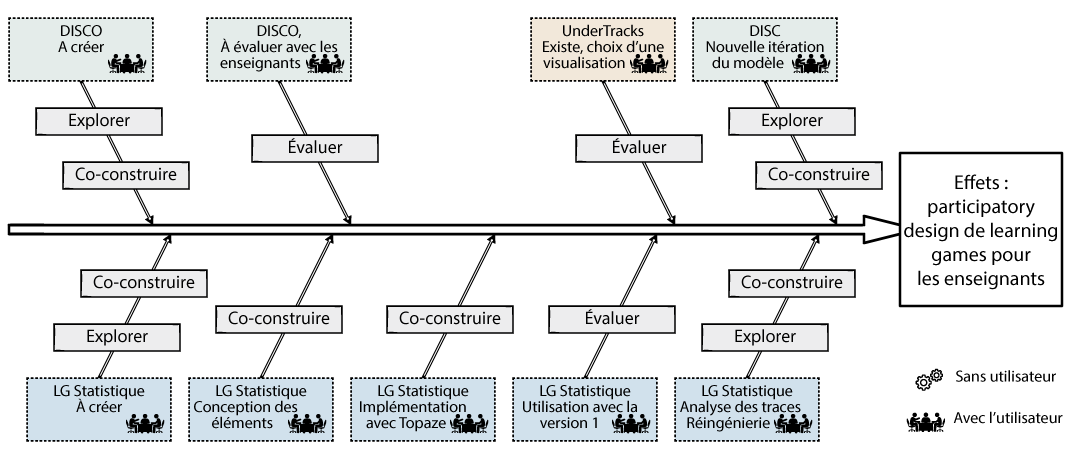 DISCO
A créer
DISCO,
À évaluer avec les
enseignants
UnderTracks
Existe, choix d’une
visualisation
DISC
Nouvelle itération
du modèle
Explorer
Co-construire
Évaluer
Évaluer
Explorer
Co-construire
Effets :
participatory
design de learning
games pour
les enseignants
Co-construire
Explorer
Co-construire
Co-construire
Évaluer
Co-construire
Explorer
LG Statistique
À créer
LG Statistique
Conception des
éléments
LG Statistique
Implémentation
avec Topaze
LG Statistique
Utilisation avec la
version 1
LG Statistique
Analyse des traces
Réingénierie
Sans utilisateur
Avec l’utilisateur